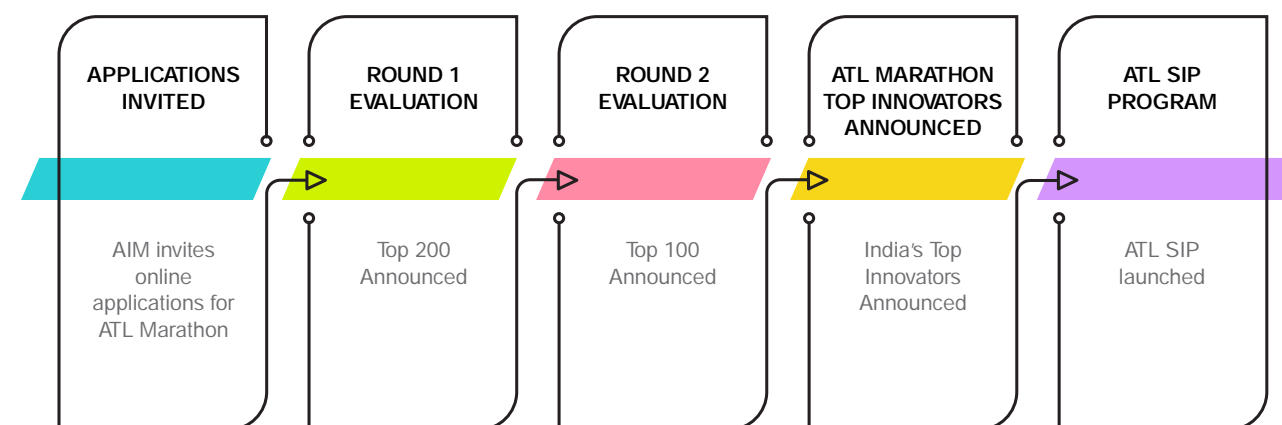 APPLICATIONS
INVITED
AIM invites
online
applications for
ATL Marathon
ROUND 1
EVALUATION
Top 200
Announced
ROUND 2
EVALUATION
Top 100
Announced
ATL MARATHON
TOP INNOVATORS
ANNOUNCED
India's Top
Innovators
Announced
ATL SIP
PROGRAM
ATL SIP
launched